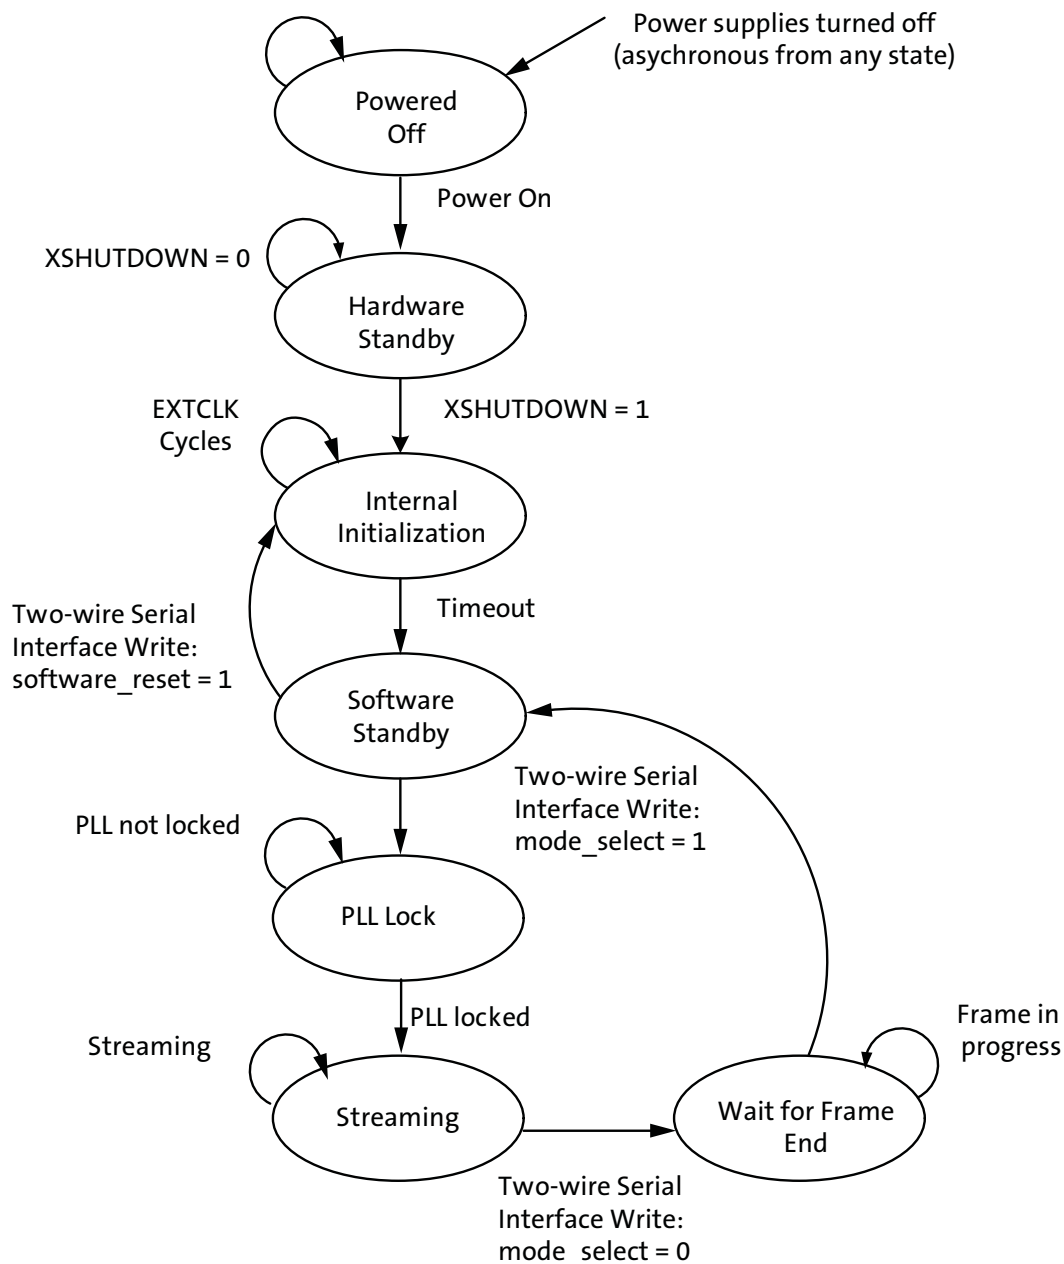 Power supplies turned off
(asychronous from any state)
Powered
Off
Power On
XSHUTDOWN = 0
Hardware
Standby
EXTCLK
Cycles
XSHUTDOWN = 1
Internal
Initialization
Two-wire Serial
Interface Write:
software_reset = 1
Timeout
Software
Standby
Two-wire Serial
Interface Write:
mode_select = 1
PLL not locked
PLL Lock
PLL locked
Streaming
Streaming
Frame in
progress
Wait for Frame
End
Two-wire Serial
Interface Write:
mode_select = 0